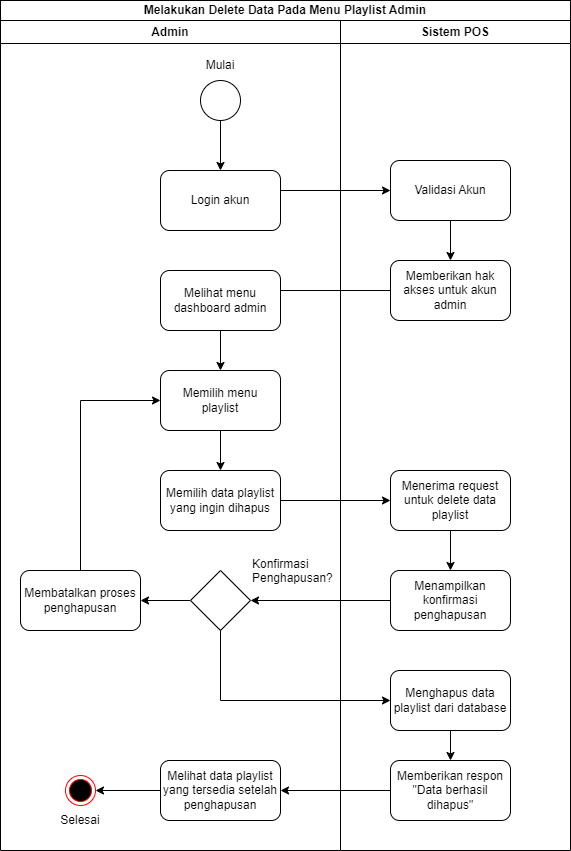 Melakukan Delete Data Pada Menu Playlist Admin
Admin
Sistem POS
Mulai
Login akun
Validasi Akun
Memberikan hak
akses untuk akun
admin
Melihat menu
dashboard admin
Memilih menu
playlist
Memilih data playlist
yang ingin dihapus
Menerima request
untuk delete data
playlist
Menampilkan
konfirmasi
penghapusan
Konfirmasi
Penghapusan?
Membatalkan proses
penghapusan
Menghapus data
playlist dari database
Memberikan respon
"Data berhasil
dihapus"
Melihat data playlist
yang tersedia setelah
penghapusan
Selesai